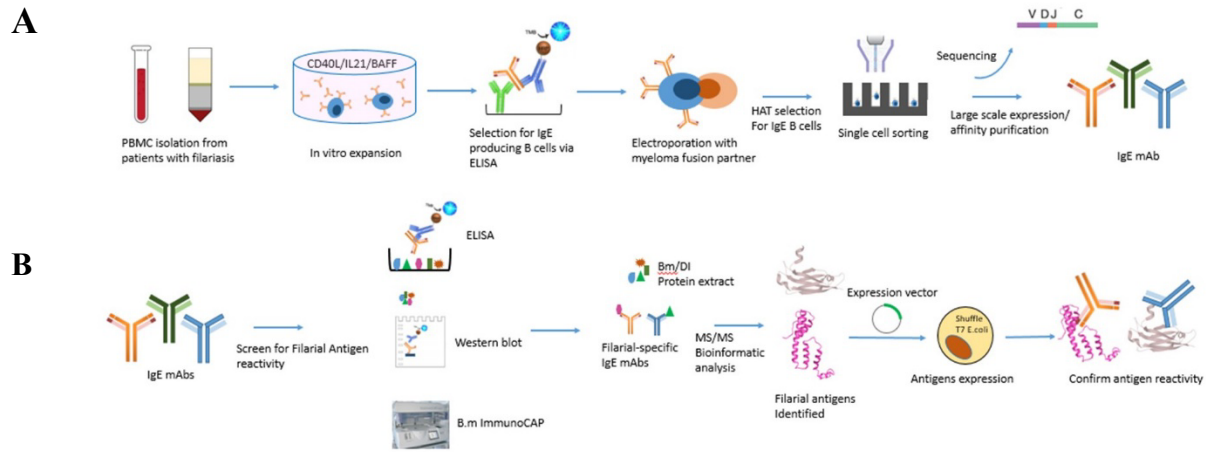 A
PBMC isolation from
patients with filariasis
CD40L/IL21/BAFF
In vitro expansion
TMB
Selection for IgE
producing B cells via
ELISA
Electroporation with
myeloma fusion partner
HAT selection
For IgE B cells
Single cell sorting
Sequencing
V DJ C
Large scale expression/
affinity purification
IgE mAb
B
IgE mAbs
Screen for Filarial Antigen
reactivity
ELISA
Western blot
B.m ImmunoCAP
Bm/DI
Protein extract
Filarial-specific
IgE mAbs
MS/MS
Bioinformatic
analysis
Filarial antigens
Identified
Expression vector
Shuffle
T7 E.coli
Antigens expression
Confirm antigen reactivity